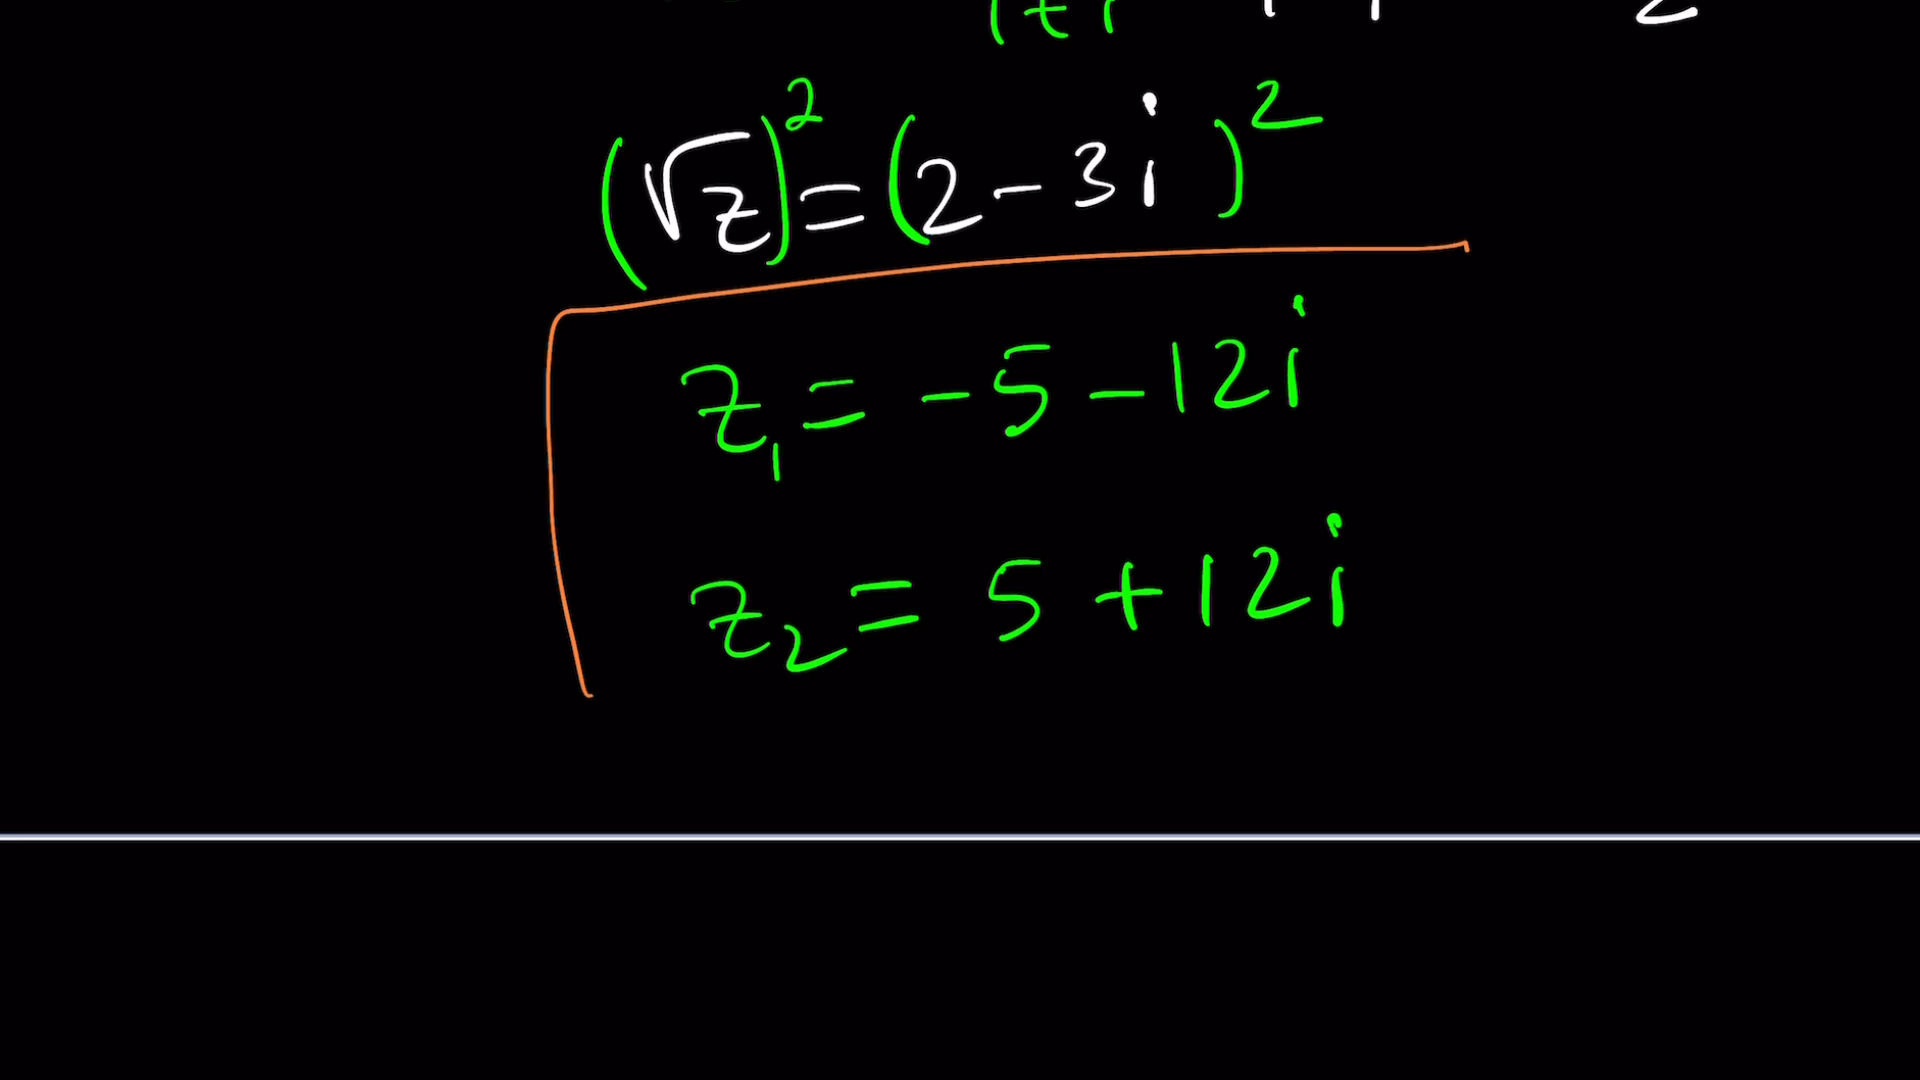 (√z)² = (2 - 3i)²
z₁ = -5 - 12i
z₂ = 5 + 12i